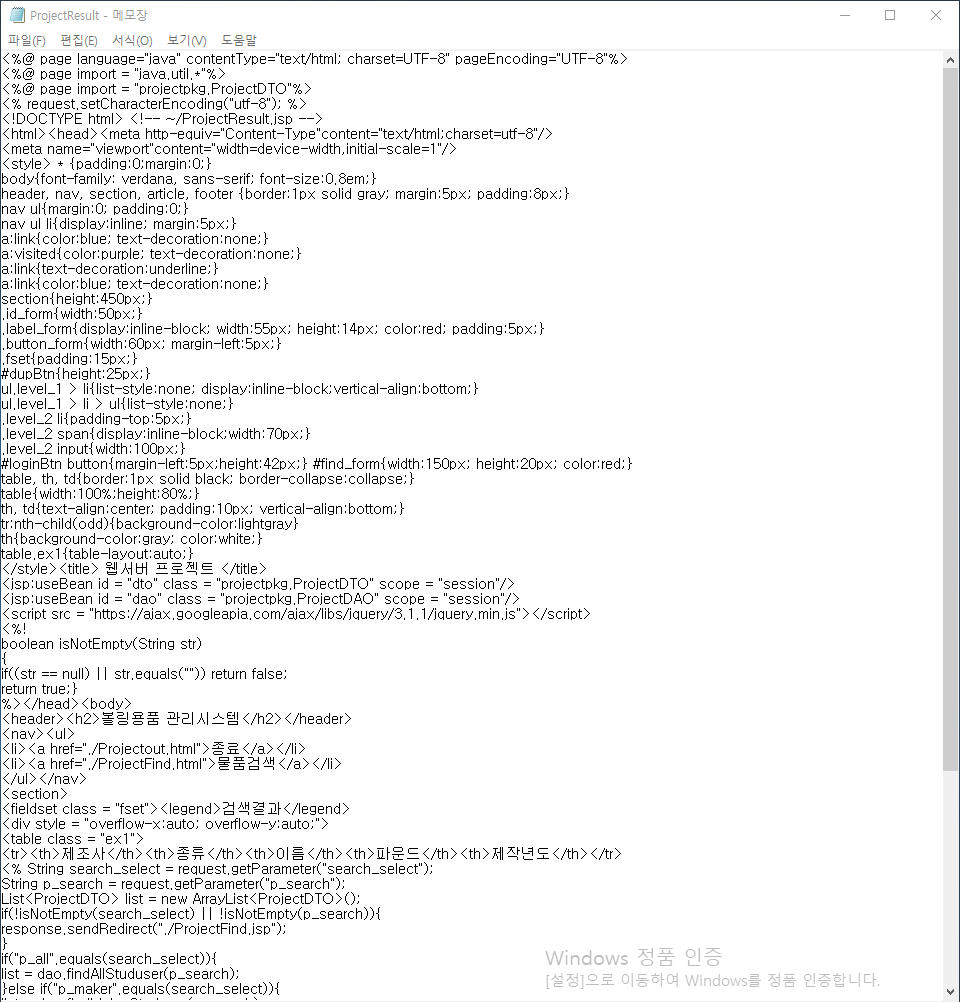 ProjectResult - 메모장
파일(F) 편집(E) 서식(O) 보기(V) 도움말
<%@ page language="java" contentType="text/html; charset=UTF-8" pageEncoding="UTF-8"%>
<%@ page import = "java.util.*"%>
<%@ page import = "projectpkg.ProjectDTO"%>
<% request.setCharacterEncoding("utf-8"); %>
<!DOCTYPE html> <!-- ~/ProjectResult.jsp -->
<html><head><meta http-equiv="Content-Type"content="text/html;charset=utf-8"/>
<meta name="viewport"content="width=device-width,initial-scale=1"/>
<style> * {padding:0;margin:0;}
body{font-family: verdana, sans-serif; font-size:0.8em;}
header, nav, section, article, footer {border:1px solid gray; margin:5px; padding:8px;}
nav ul{margin:0; padding:0;}
nav ul li{display:inline; margin:5px;}
a:link{color:blue; text-decoration:none;}
a:visited{color:purple; text-decoration:none;}
a:link{text-decoration:underline;}
a:link{color:blue; text-decoration:none;}
section{height:450px;}
.id_form{width:50px;}
.label_form{display:inline-block; width:55px; height:14px; color:red; padding:5px;}
.button_form{width:60px; margin-left:5px;}
.fset{padding:15px;}
#dupBtn{height:25px;}
ul.level_1 > li{list-style:none; display:inline-block;vertical-align:bottom;}
ul.level_1 > li > ul{list-style:none;}
.level_2 li{padding-top:5px;}
.level_2 span{display:inline-block;width:70px;}
.level_2 input{width:100px;}
#loginBtn button{margin-left:5px;height:42px;} #find_form{width:150px; height:20px; color:red;}
table, th, td{border:1px solid black; border-collapse:collapse;}
table{width:100%;height:80%;}
th, td{text-align:center; padding:10px; vertical-align:bottom;}
tr:nth-child(odd){background-color:lightgray}
th{background-color:gray; color:white;}
table.ex1{table-layout:auto;}
</style><title> 웹서버 프로젝트 </title>
<jsp:useBean id = "dto" class = "projectpkg.ProjectDTO" scope = "session"/>
<jsp:useBean id = "dao" class = "projectpkg.ProjectDAO" scope = "session"/>
<script src = "https://ajax.googleapia.com/ajax/libs/jquery/3.1.1/jquery.min.js"></script>
<%!
boolean isNotEmpty(String str)
{
if((str == null) || str.equals("")) return false;
return true;}
%></head><body>
<header><h2>볼링용품 관리시스템</h2></header>
<nav><ul>
<li><a href="./Projectout.html">종료</a></li>
<li><a href="./ProjectFind.html">물품검색</a></li>
</ul></nav>
<section>
<fieldset class = "fset"><legend>검색결과</legend>
<div style = "overflow-x:auto; overflow-y:auto;">
<table class = "ex1">
<tr><th>제조사</th><th>종류</th><th>이름</th><th>파운드</th><th>제작년도</th></tr>
<% String search_select = request.getParameter("search_select");
String p_search = request.getParameter("p_search");
List<ProjectDTO> list = new ArrayList<ProjectDTO>();
if(!isNotEmpty(search_select) || !isNotEmpty(p_search)){
response.sendRedirect("./ProjectFind.jsp");
}
if("p_all".equals(search_select)){
list = dao.findAllStuduser(p_search);
}else if("p_maker".equals(search_select)){
Windows 정품 인증
[설정]으로 이동하여 Windows를 정품 인증합니다.